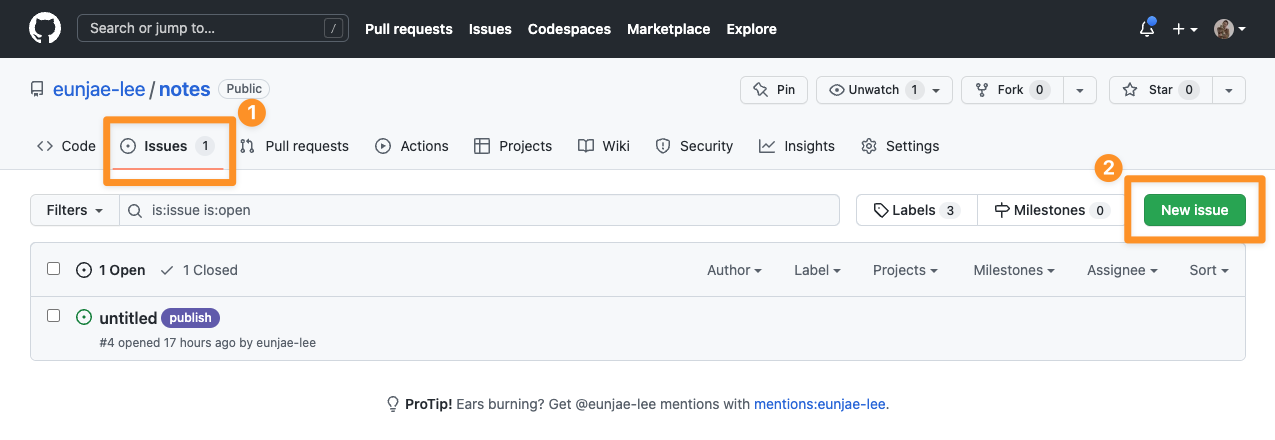 Search or jump to... / Pull requests Issues Codespaces Marketplace Explore
eunjae-lee / notes Public Pin Unwatch 1 Fork 0 Star 0
1
Code Issues 1 Pull requests Actions Projects Wiki Security Insights Settings
2
Filters is:issue is:open Labels 3 Milestones 0 New issue
1 Open 1 Closed Author Label Projects Milestones Assignee Sort
untitled publish
#4 opened 17 hours ago by eunjae-lee
ProTip! Ears burning? Get @eunjae-lee mentions with mentions:eunjae-lee.